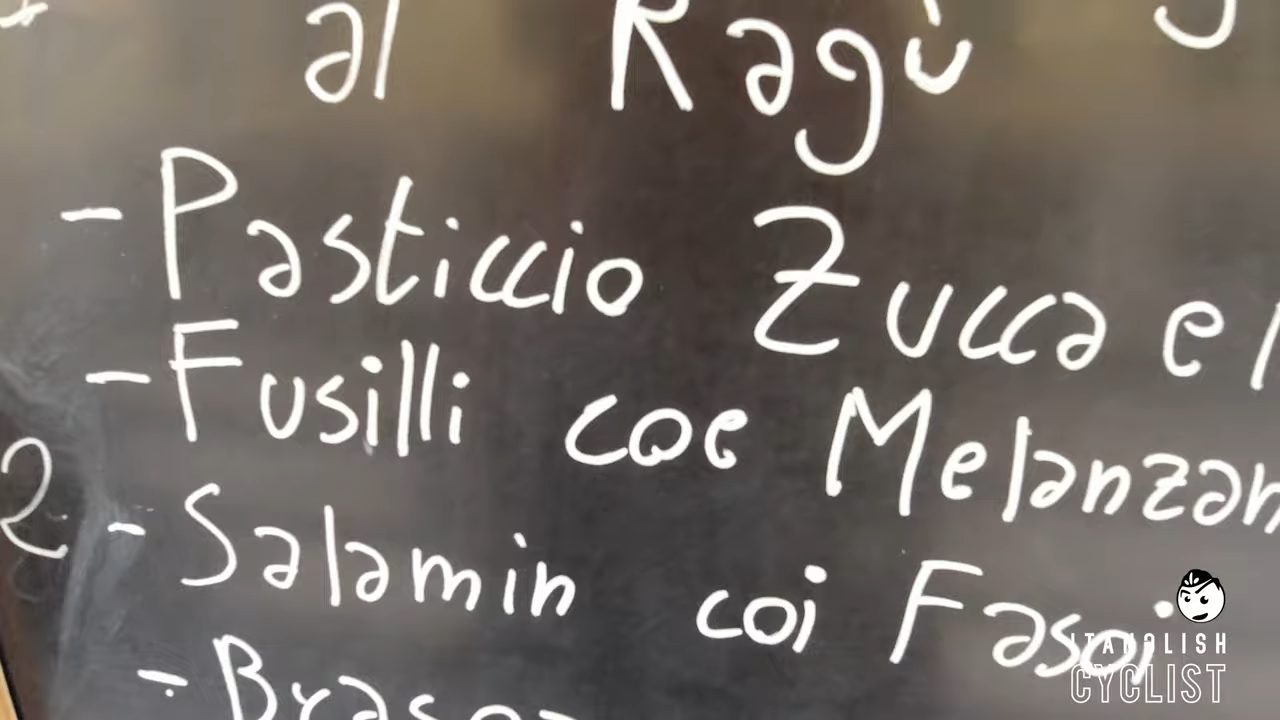 al Ragù
- Pasticcio Zucca e
- Fusilli coe Melanzan
2 - Salamin coi Fasoi
ITANGLISH
CYCLIST